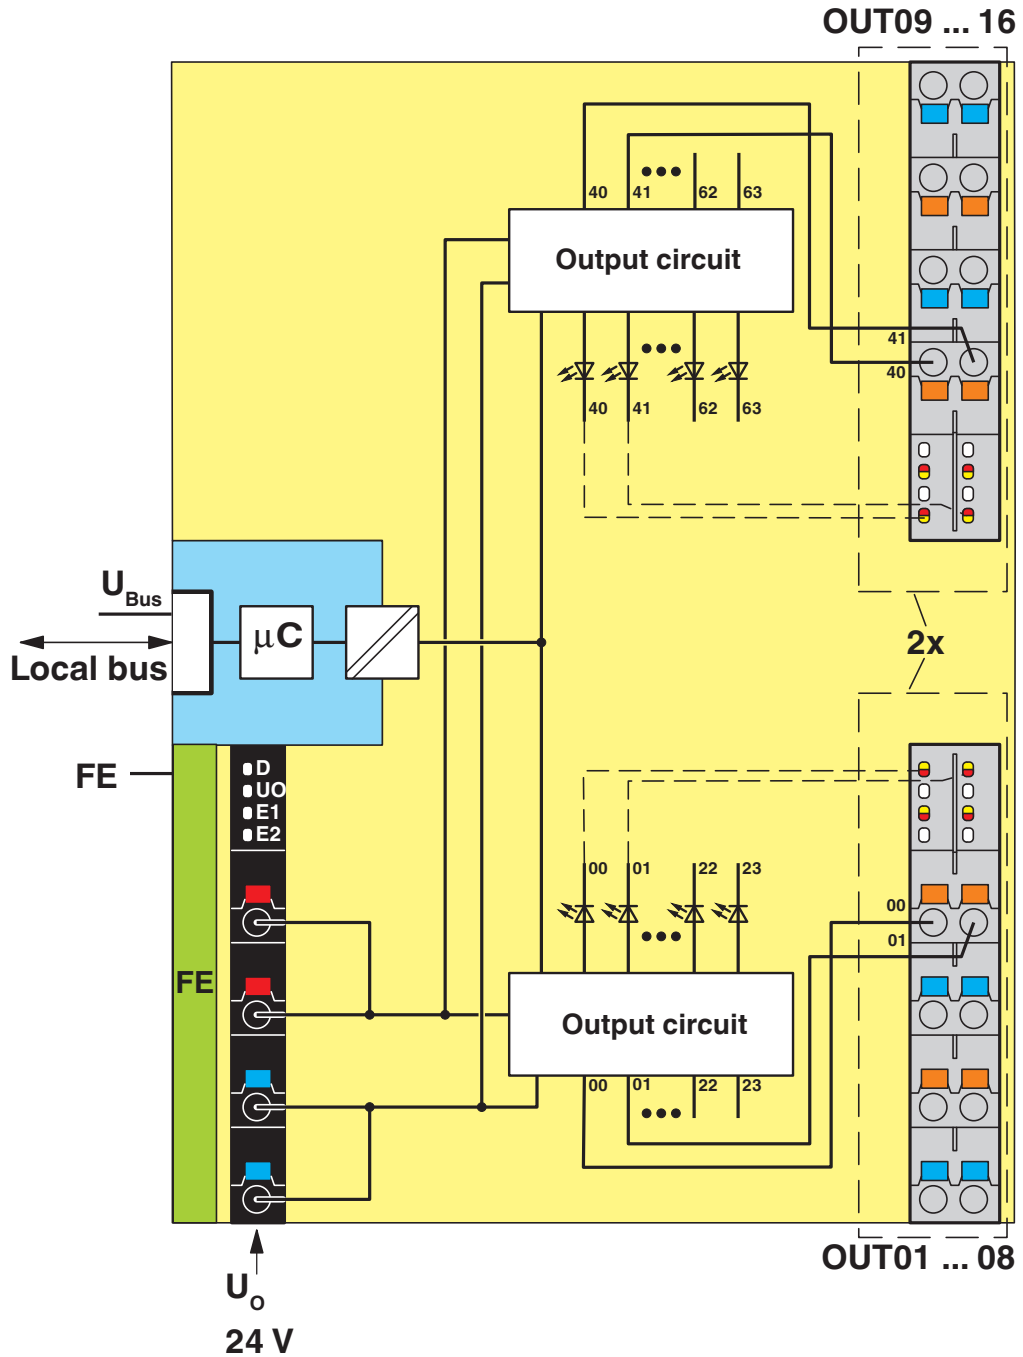 OUT09 ... 16
40 41 62 63
Output circuit
41
40
40 41 62 63
U Bus
µC
2x
Local bus
FE
D
UO
E1
E2
00 01 22 23
00
01
FE
Output circuit
00 01 22 23
OUT01 ... 08
UO
24 V